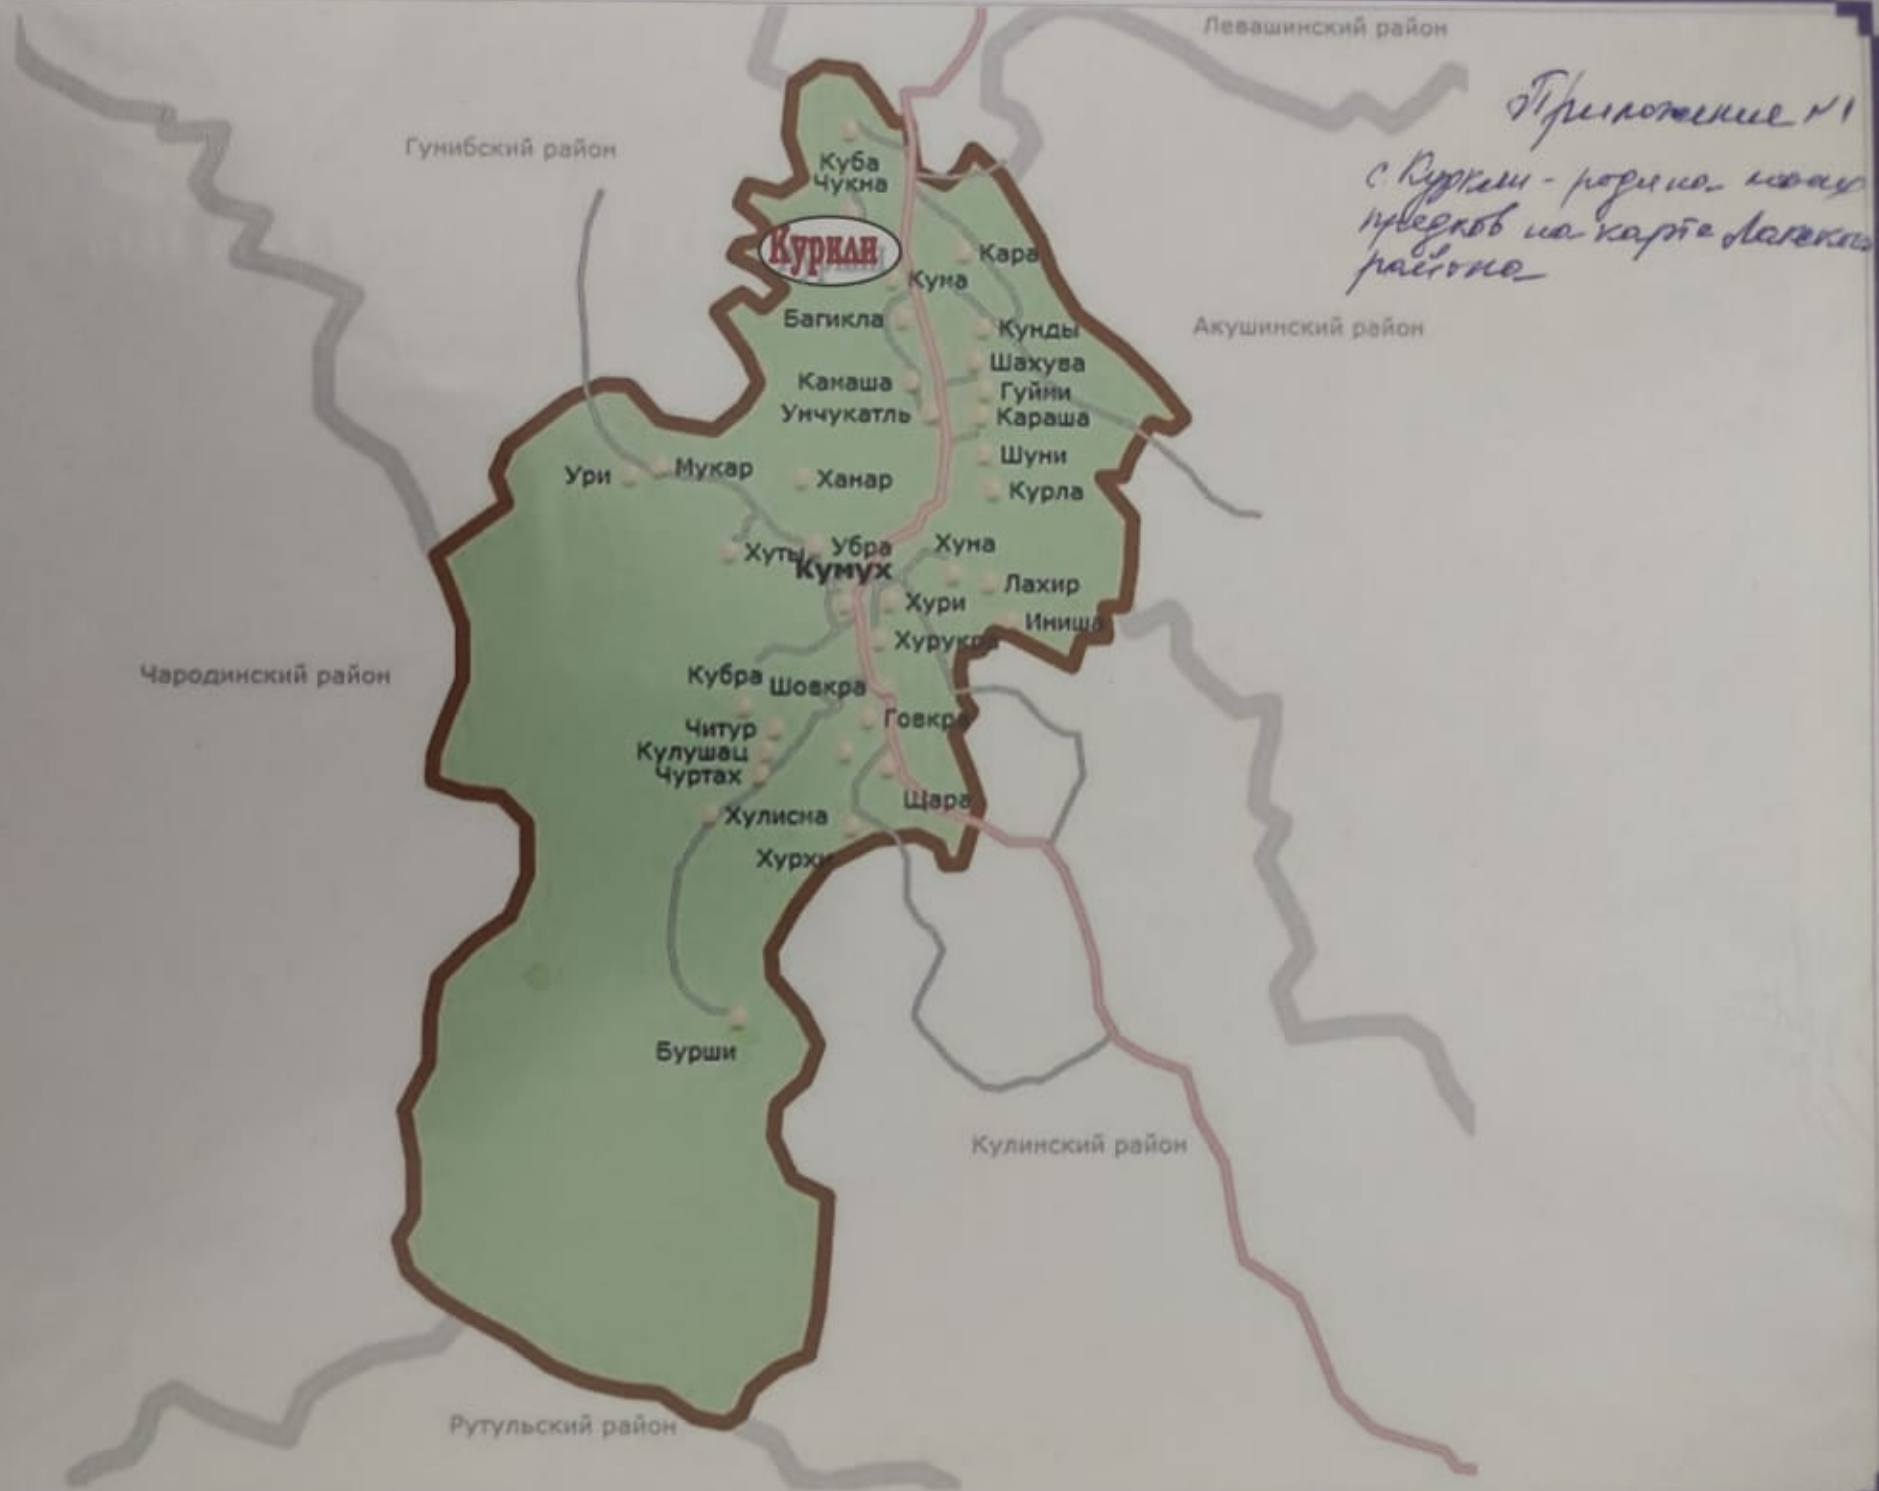 Левашинский район
Приложение №1
Гунибский район
Куба
Чукна
с. Куркли - родина моих
предков на карте Лакского
района
Куркли
Кара
Кума
Багикла
Кунды
Акушинский район
Шахува
Камаша
Гуйми
Унчукатль
Караша
Шуни
Ури
Мукар
Ханар
Курла
Хуты
Убра
Хуна
Кумух
Лахир
Хури
Иниша
Хурукра
Чародинский район
Кубра
Шовкра
Говкра
Читур
Кулушац
Чуртах
Щара
Хулисма
Хурхи
Бурши
Кулинский район
Рутульский район